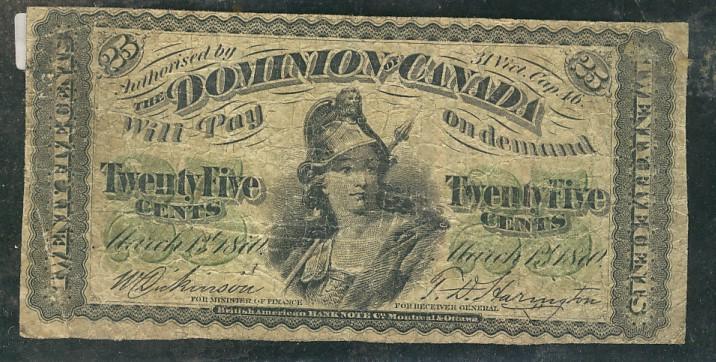 25 25
Authorised by 31 Vict. Cap. 46.
THE DOMINION OF CANADA
Will Pay on demand
Twenty Five CENTS Twenty Five CENTS
March 1st 1870. March 1st 1870.
W Dickinson T. D. Harington
FOR MINISTER OF FINANCE FOR RECEIVER GENERAL
British American BANK NOTE Co. Montreal & Ottawa
TWENTY FIVE CENTS
TWENTY FIVE CENTS